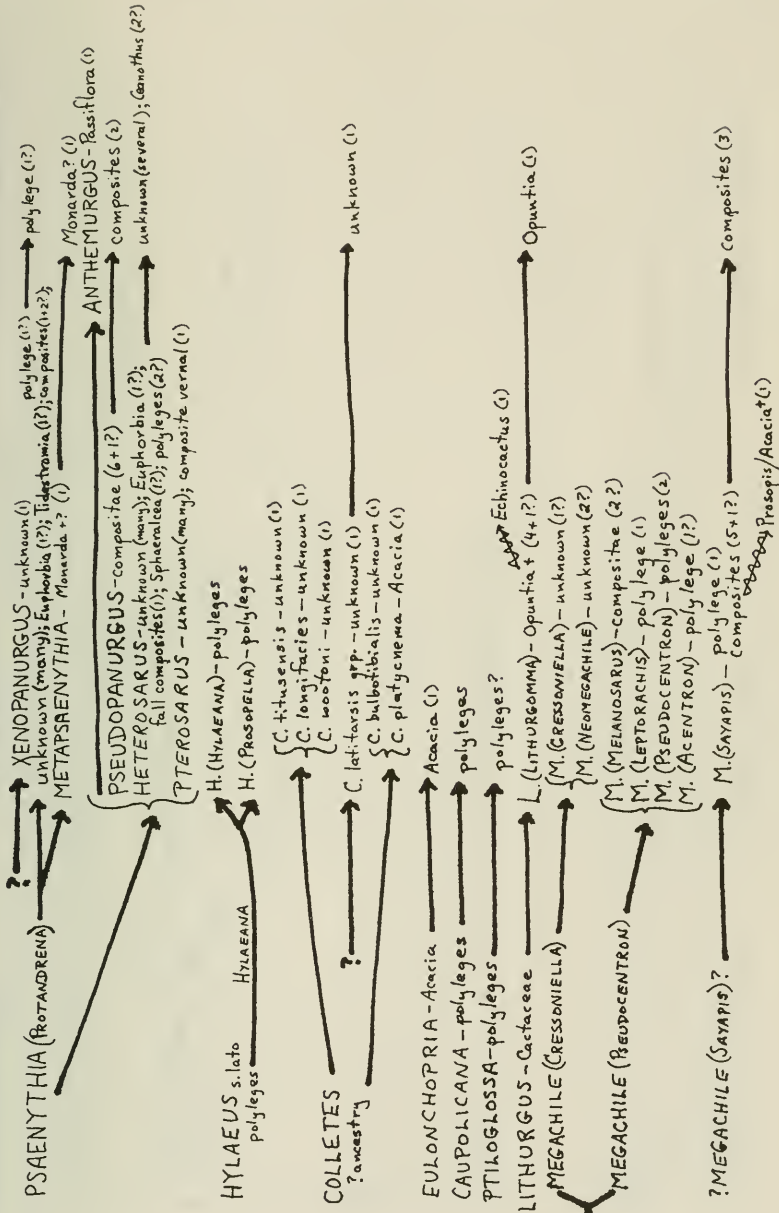 PSAENYTHIA (PROTANDRENA)
? XENOPANURGUS-unknown(1) polylege (1?)
polylege (1?)
unknown (many); Euphorbia (1?); Tidestromia (1?); composites (1+2?);
METAPSAENYTHIA - Monarda +? (1) Monarda? (1)
ANTHEMURGUS-Passiflora (1)
PSEUDOPANURGUS-compositae (6+1?) composites (2)
HETEROSARUS-unknown (many); Euphorbia (1?); unknown (several); Ceanothus (2?)
fall composites(1); Sphaeralcea (1?); polyleges (2?)
PTEROSARUS - unknown (many); composite vernal (1)
HYLAEUS s.lato HYLAEANA H. (HYLAEANA)-polyleges
polyleges H. (PROSOPELLA)-polyleges
C. titusensis-unknown (1)
C. longifacies-unknown (1)
COLLETES C. wootoni-unknown (1)
? ancestry ? C. latitarsis grp.-unknown (1) unknown (1)
C. bulbotibialis-unknown (1)
C. platycnema-Acacia (1)
EULONCHOPRIA-Acacia Acacia (1)
CAUPOLICANA-polyleges polyleges
PTILOGLOSSA-polyleges polyleges?
Echinocactus (1)
LITHURGUS-Cactaceae L. (LITHURGOMMA)-Opuntia+ (4+1?) Opuntia (1)
MEGACHILE (CRESSONIELLA) M. (CRESSONIELLA)-unknown (1?)
M. (NEOMEGACHILE)-unknown (2?)
MEGACHILE (PSEUDOCENTRON) M. (MELANOSARUS)-compositae (2?)
M. (LEPTORACHIS)-polylege (1)
M. (PSEUDOCENTRON)-polyleges (2)
M. (ACENTRON)-polylege (1?)
?MEGACHILE (SAYAPIS)? M. (SAYAPIS) - polylege (1)
Composites (5+1?) Composites (3)
Prosopis/Acacia+ (1)